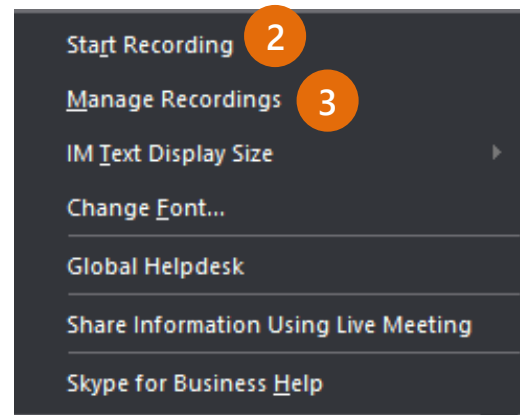 Start Recording 2
Manage Recordings 3
IM Text Display Size
Change Font...
Global Helpdesk
Share Information Using Live Meeting
Skype for Business Help